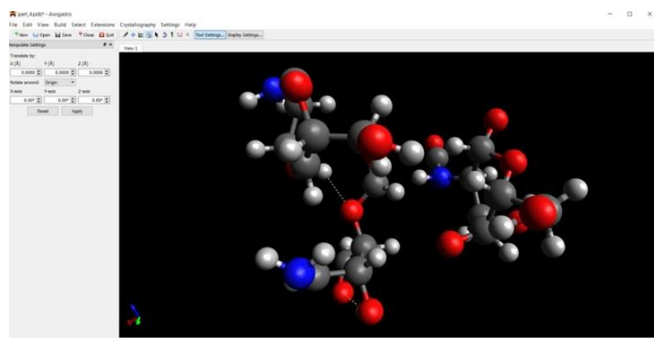 part_4.pdb* - Avogadro
File Edit View Build Select Extensions Crystallography Settings Help
New Open Save Close Quit Tool Settings... Display Settings...
Manipulate Settings
View 1
Translate by:
X (Å) Y (Å) Z (Å)
0.0000 0.0000 0.0000
Rotate around: Origin
X-axis Y-axis Z-axis
0.00° 0.00° 0.00°
Reset Apply